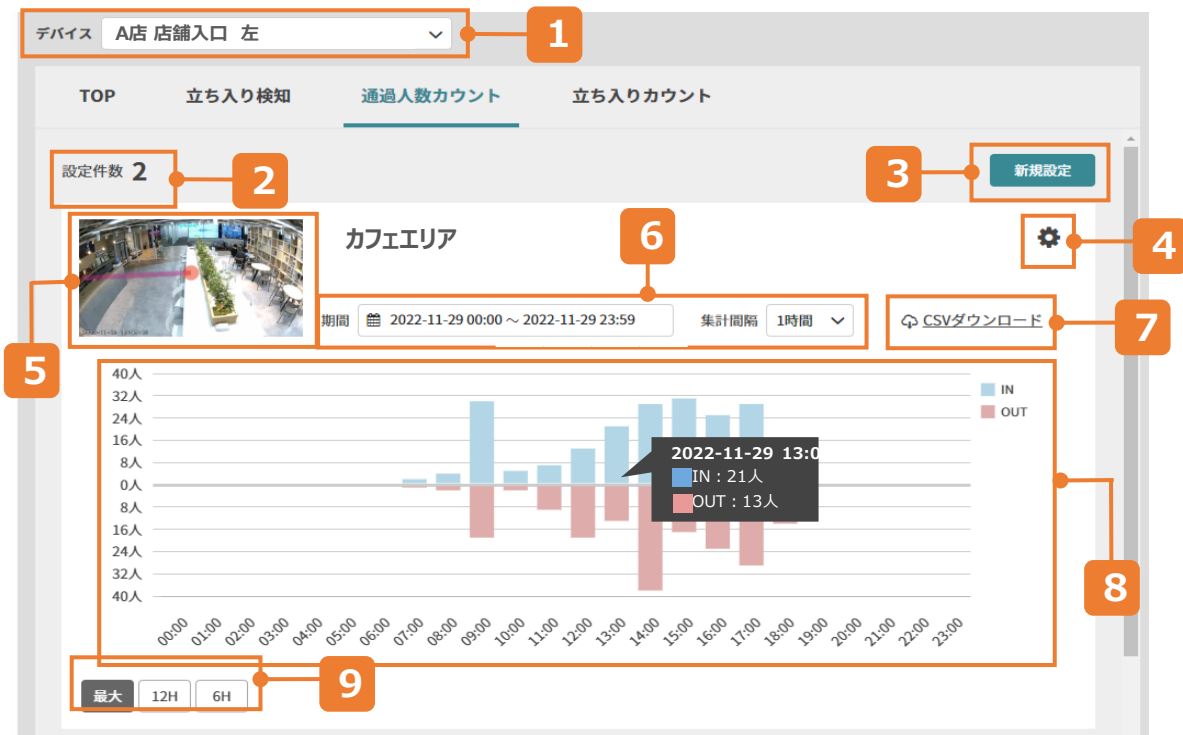 デバイス A店 店舗入口 左 1
TOP 立ち入り検知 通過人数カウント 立ち入りカウント
設定件数 2 2 3 新規設定
カフェエリア 6 4
5 期間 2022-11-29 00:00 ～ 2022-11-29 23:59 集計間隔 1時間 CSVダウンロード 7
40人
32人
24人
16人
8人
0人
8人
16人
24人
32人
40人
IN
OUT
2022-11-29 13:0
IN：21人
OUT：13人
8
00:00 01:00 02:00 03:00 04:00 05:00 06:00 07:00 08:00 09:00 10:00 11:00 12:00 13:00 14:00 15:00 16:00 17:00 18:00 19:00 20:00 21:00 22:00 23:00
最大 12H 6H 9